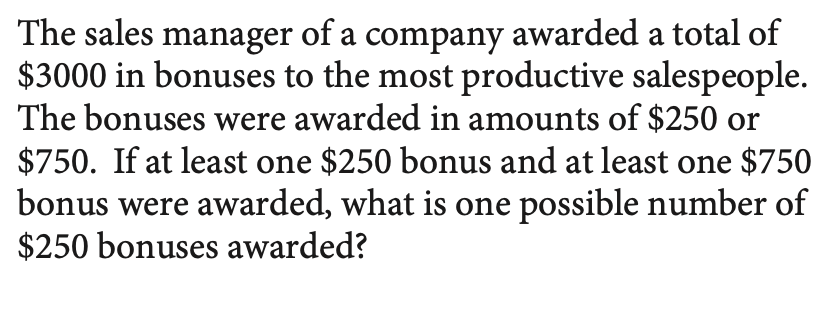 The sales manager of a company awarded a total of
$3000 in bonuses to the most productive salespeople.
The bonuses were awarded in amounts of $250 or
$750.  If at least one $250 bonus and at least one $750
bonus were awarded, what is one possible number of
$250 bonuses awarded?